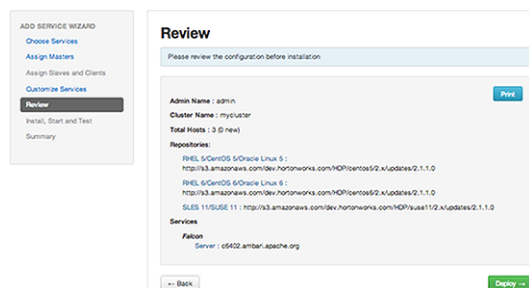 ADD SERVICE WIZARD
Choose Services
Assign Masters
Assign Slaves and Clients
Customize Services
Review
Install, Start and Test
Summary
Review
Please review the configuration before installation
Print
Admin Name : admin
Cluster Name : mycluster
Total Hosts : 3 (0 new)
Repositories:
RHEL 5/CentOS 5/Oracle Linux 5 :
http://s3.amazonaws.com/dev.hortonworks.com/HDP/centos5/2.x/updates/2.1.1.0
RHEL 6/CentOS 6/Oracle Linux 6 :
http://s3.amazonaws.com/dev.hortonworks.com/HDP/centos6/2.x/updates/2.1.1.0
SLES 11/SUSE 11 : http://s3.amazonaws.com/dev.hortonworks.com/HDP/suse11/2.x/updates/2.1.1.0
Services
Falcon
Server : c6402.ambari.apache.org
← Back
Deploy →